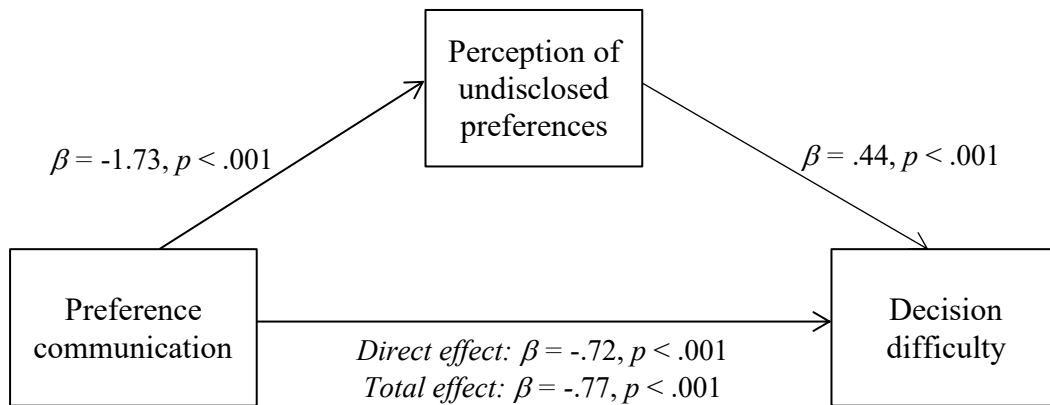 Perception of
undisclosed
preferences
β = -1.73, p < .001
β = .44, p < .001
Preference
communication
Direct effect: β = -.72, p < .001
Total effect: β = -.77, p < .001
Decision
difficulty